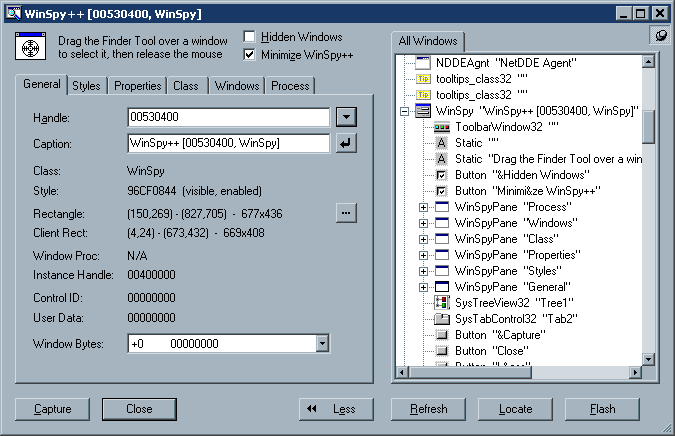 WinSpy++ [00530400, WinSpy]
Drag the Finder Tool over a window
to select it, then release the mouse
Hidden Windows
Minimize WinSpy++
General
Styles
Properties
Class
Windows
Process
Handle:
00530400
Caption:
WinSpy++ [00530400, WinSpy]
Class:
WinSpy
Style:
96CF0844 (visible, enabled)
Rectangle:
(150,269) - (827,705) - 677x436
...
Client Rect:
(4,24) - (673,432) - 669x408
Window Proc:
N/A
Instance Handle:
00400000
Control ID:
00000000
User Data:
00000000
Window Bytes:
+0 00000000
Capture
Close
Less
All Windows
NDDEAgnt "NetDDE Agent"
Tip tooltips_class32 ""
Tip tooltips_class32 ""
WinSpy "WinSpy++ [00530400, WinSpy]"
ToolbarWindow32 ""
A Static ""
A Static "Drag the Finder Tool over a win
Button "&Hidden Windows"
Button "Minimi&ze WinSpy++"
WinSpyPane "Process"
WinSpyPane "Windows"
WinSpyPane "Class"
WinSpyPane "Properties"
WinSpyPane "Styles"
WinSpyPane "General"
SysTreeView32 "Tree1"
SysTabControl32 "Tab2"
Button "&Capture"
Button "Close"
Refresh
Locate
Flash